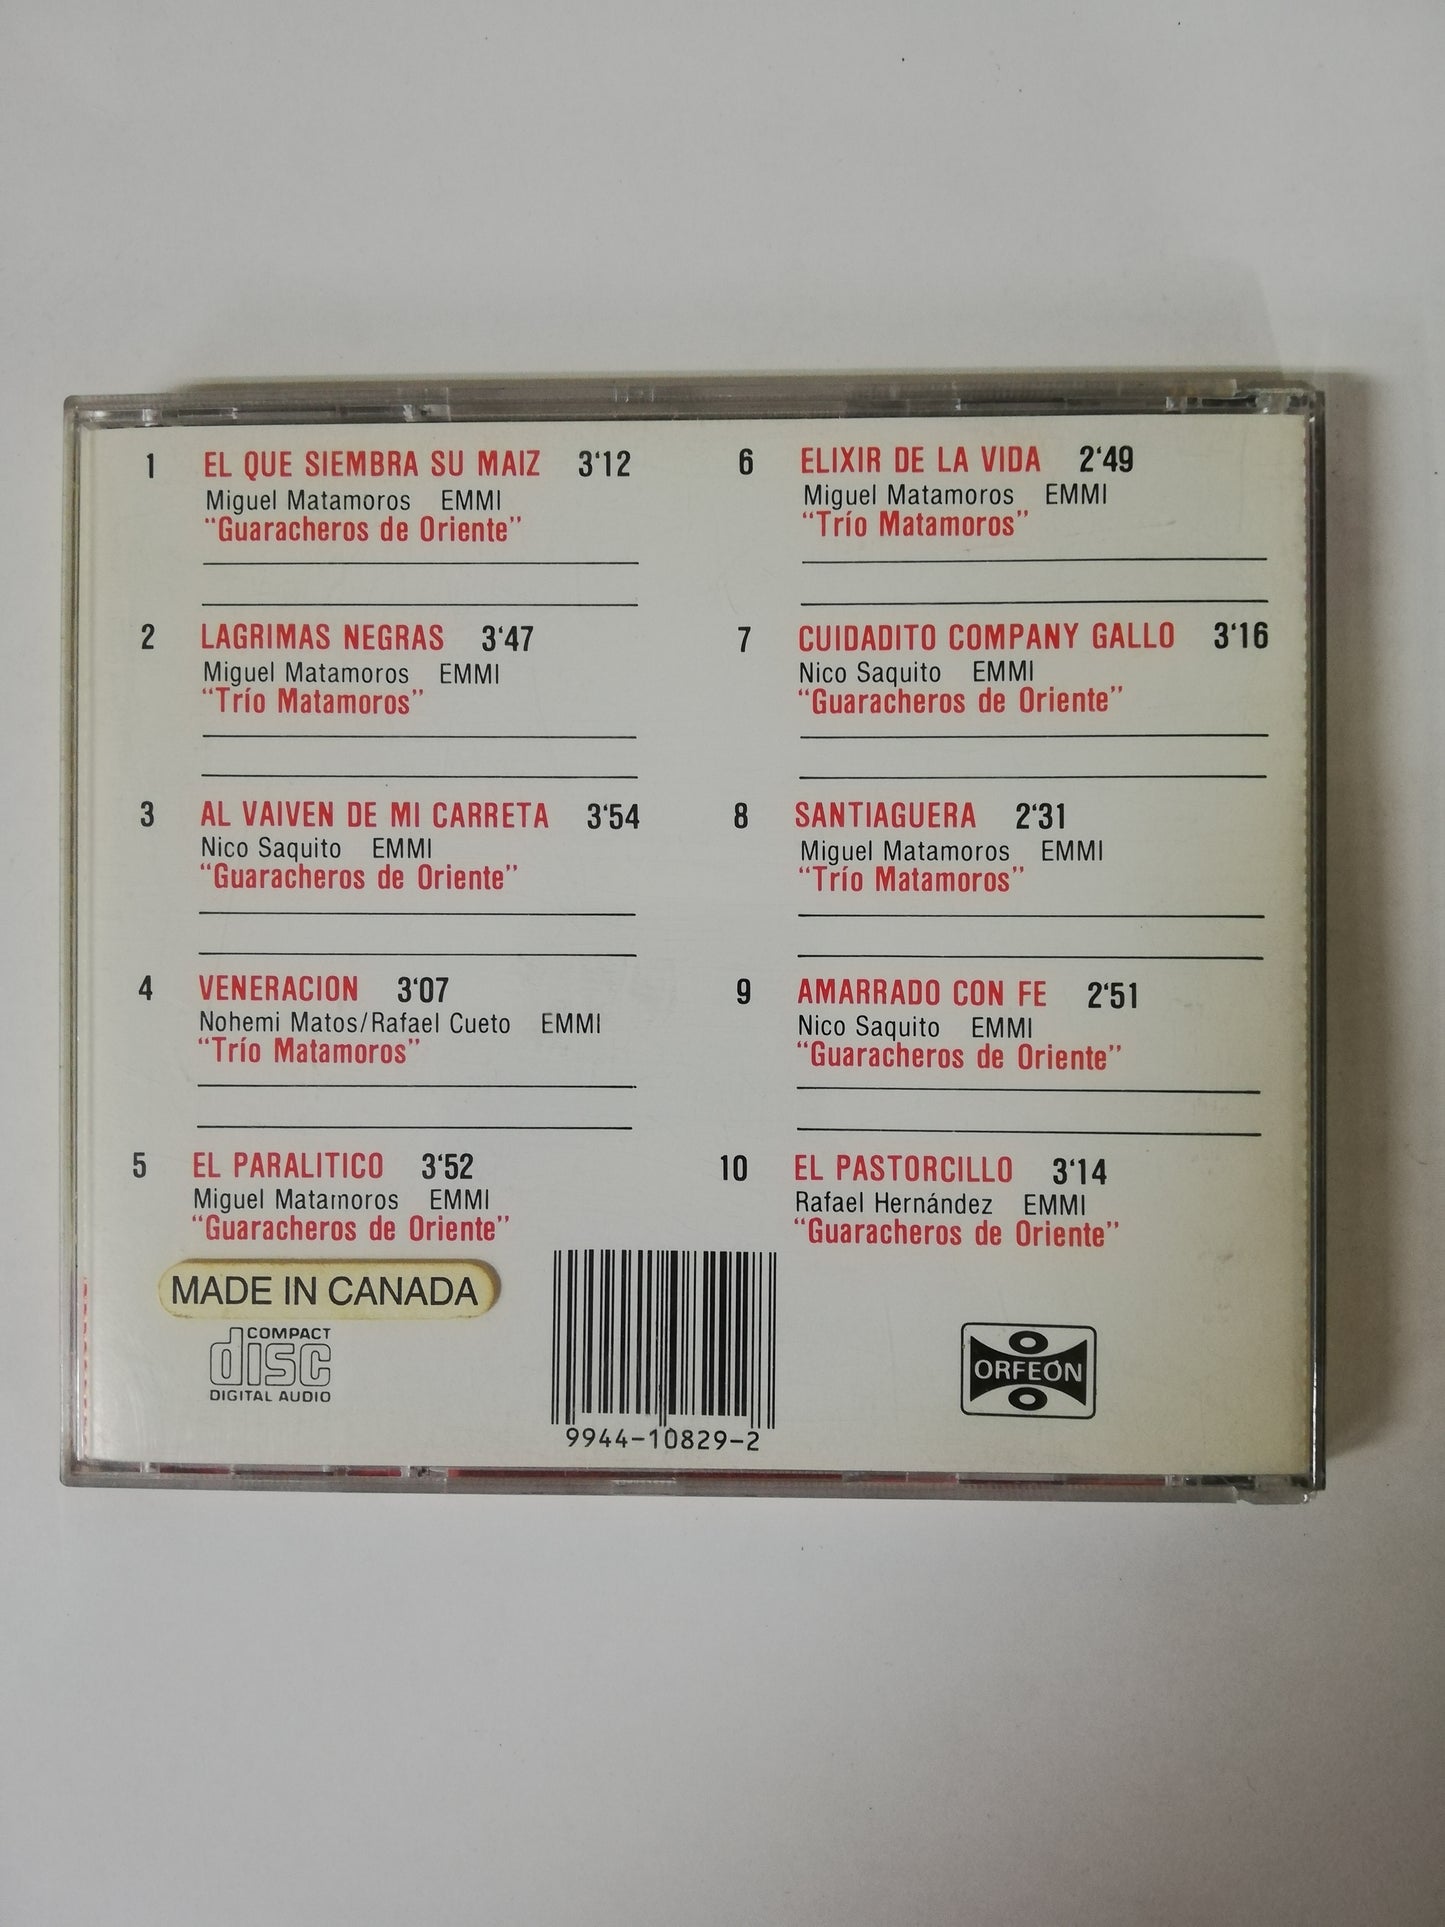 1 EL QUE SIEMBRA SU MAIZ 3'12
Miguel Matamoros EMMI
"Guaracheros de Oriente"
2 LAGRIMAS NEGRAS 3'47
Miguel Matamoros EMMI
"Trío Matamoros"
3 AL VAIVEN DE MI CARRETA 3'54
Nico Saquito EMMI
"Guaracheros de Oriente"
4 VENERACION 3'07
Nohemi Matos/Rafael Cueto EMMI
"Trío Matamoros"
5 EL PARALITICO 3'52
Miguel Matamoros EMMI
"Guaracheros de Oriente"
6 ELIXIR DE LA VIDA 2'49
Miguel Matamoros EMMI
"Trío Matamoros"
7 CUIDADITO COMPANY GALLO 3'16
Nico Saquito EMMI
"Guaracheros de Oriente"
8 SANTIAGUERA 2'31
Miguel Matamoros EMMI
"Trío Matamoros"
9 AMARRADO CON FE 2'51
Nico Saquito EMMI
"Guaracheros de Oriente"
10 EL PASTORCILLO 3'14
Rafael Hernández EMMI
"Guaracheros de Oriente"
MADE IN CANADA
COMPACT
disc
DIGITAL AUDIO
9944-10829-2
ORFEÓN